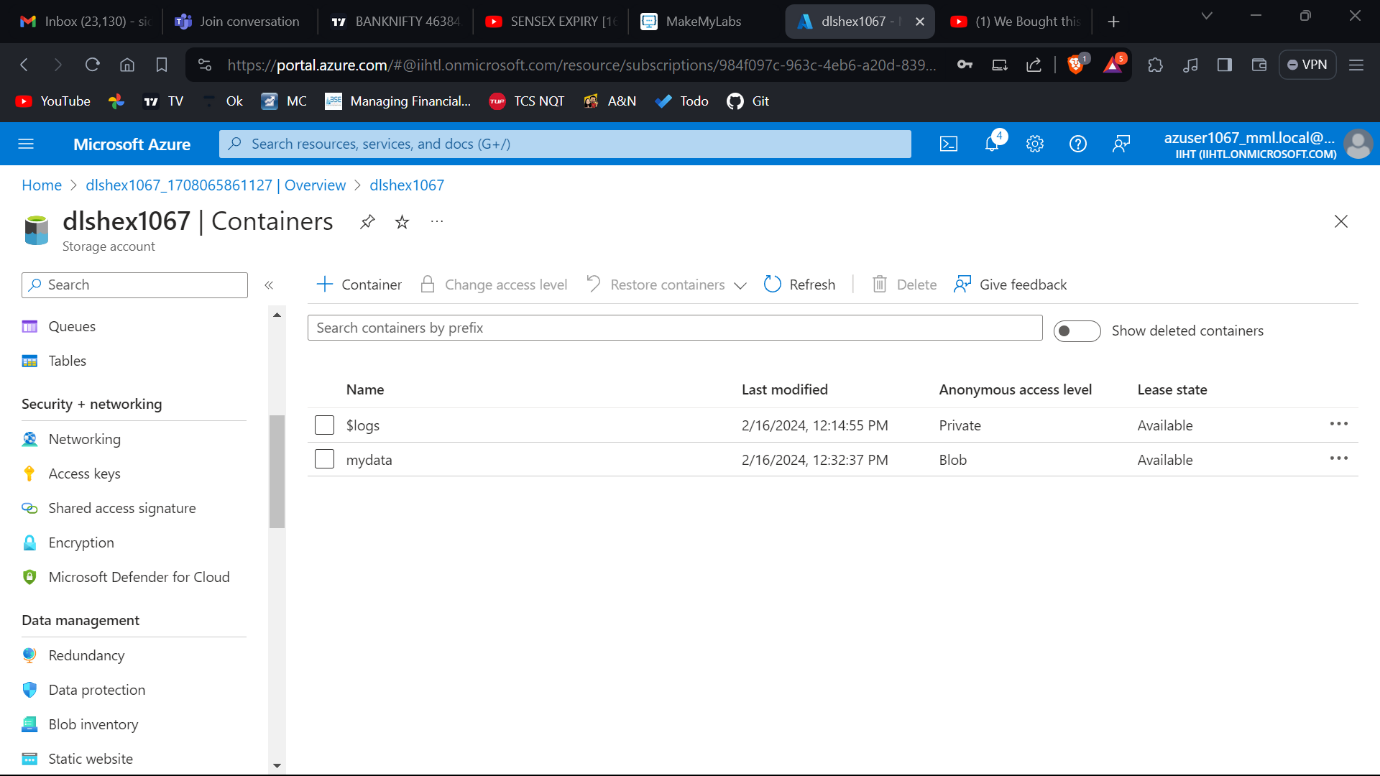 Inbox (23,130) - sid
Join conversation
BANKNIFTY 46384
SENSEX EXPIRY [16
MakeMyLabs
dlshex1067 - M
(1) We Bought this
https://portal.azure.com/#@iihtl.onmicrosoft.com/resource/subscriptions/984f097c-963c-4eb6-a20d-839...
1
5
VPN
YouTube
TV
Ok
MC
Managing Financial...
TCS NQT
A&N
Todo
Git
Microsoft Azure
Search resources, services, and docs (G+/)
4
azuser1067_mml.local@...
IIHT (IIHTL.ONMICROSOFT.COM)
Home > dlshex1067_1708065861127 | Overview > dlshex1067
dlshex1067 | Containers
Storage account
Search
Container
Change access level
Restore containers
Refresh
Delete
Give feedback
Queues
Tables
Security + networking
Networking
Access keys
Shared access signature
Encryption
Microsoft Defender for Cloud
Data management
Redundancy
Data protection
Blob inventory
Static website
Search containers by prefix
Show deleted containers
Name Last modified Anonymous access level Lease state
$logs 2/16/2024, 12:14:55 PM Private Available
mydata 2/16/2024, 12:32:37 PM Blob Available